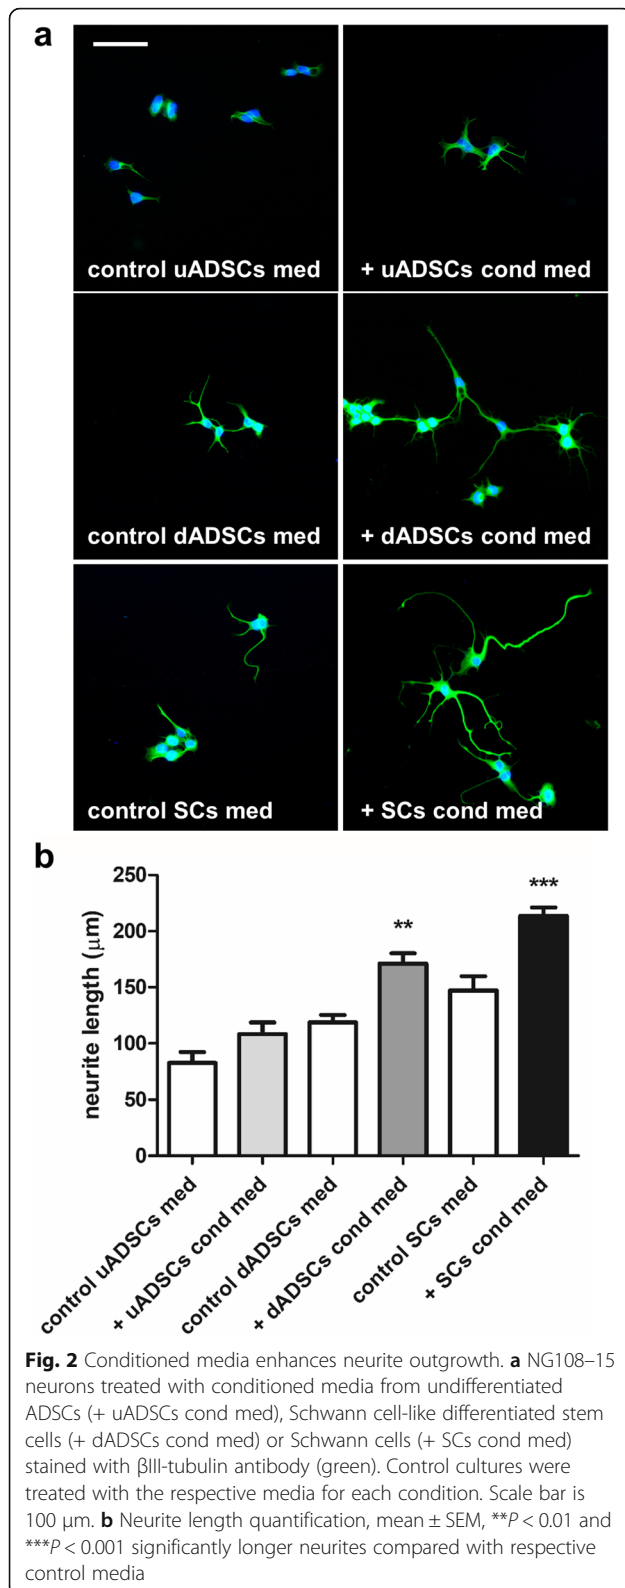 a
control uADSCs med
+ uADSCs cond med
control dADSCs med
+ dADSCs cond med
control SCs med
+ SCs cond med
b
neurite length (μm)
250
200
150
100
50
0
**
***
control uADSCs med
+ uADSCs cond med
control dADSCs med
+ dADSCs cond med
control SCs med
+ SCs cond med
Fig. 2 Conditioned media enhances neurite outgrowth. a NG108–15
neurons treated with conditioned media from undifferentiated
ADSCs (+ uADSCs cond med), Schwann cell-like differentiated stem
cells (+ dADSCs cond med) or Schwann cells (+ SCs cond med)
stained with βIII-tubulin antibody (green). Control cultures were
treated with the respective media for each condition. Scale bar is
100 μm. b Neurite length quantification, mean ± SEM, **P < 0.01 and
***P < 0.001 significantly longer neurites compared with respective
control media